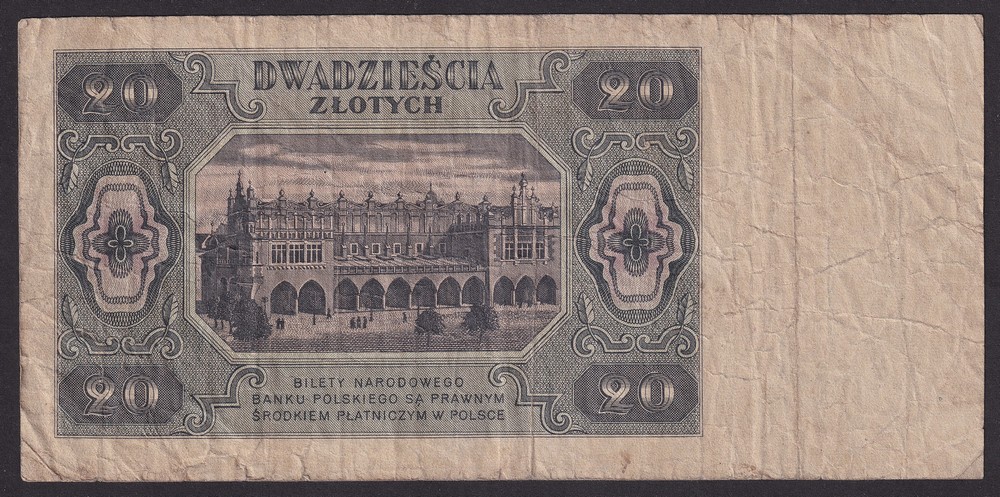 20 DWADZIEŚCIA 20
ZŁOTYCH
BILETY NARODOWEGO
20 BANKU POLSKIEGO SĄ PRAWNYM 20
ŚRODKIEM PŁATNICZYM W POLSCE